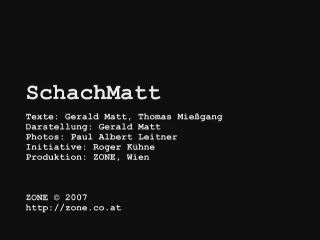 SchachMatt
Texte: Gerald Matt, Thomas Mießgang
Darstellung: Gerald Matt
Photos: Paul Albert Leitner
Initiative: Roger Kühne
Produktion: ZONE, Wien
ZONE © 2007
http://zone.co.at